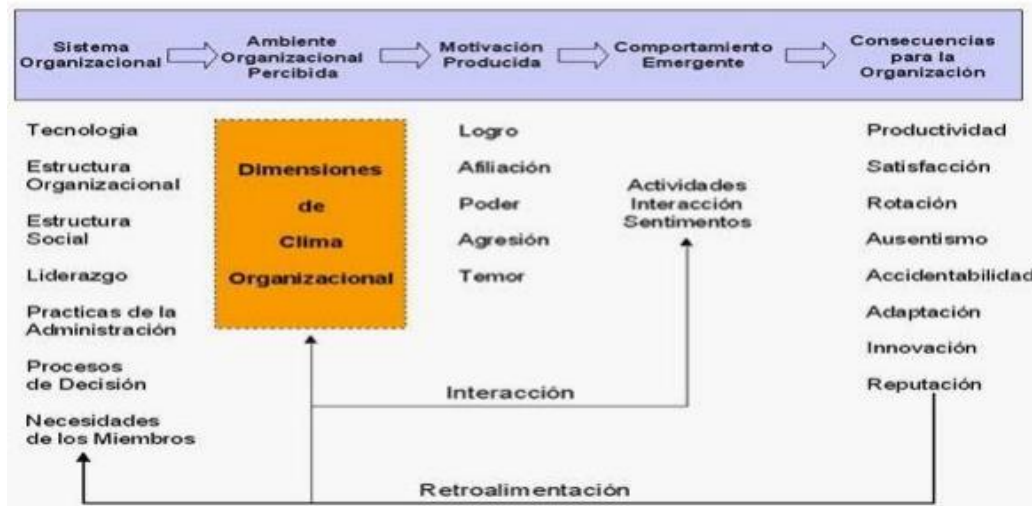 Sistema
Organizacional
Ambiente
Organizacional
Percibida
Motivación
Producida
Comportamiento
Emergente
Consecuencias
para la
Organización
Tecnologia
Estructura
Organizacional
Estructura
Social
Liderazgo
Practicas de la
Administración
Procesos
de Decisión
Necesidades
de los Miembros
Dimensiones
de
Clima
Organizacional
Logro
Afiliación
Poder
Agresión
Temor
Actividades
Interacción
Sentimentos
Productividad
Satisfacción
Rotación
Ausentismo
Accidentabilidad
Adaptación
Innovación
Reputación
Interacción
Retroalimentación